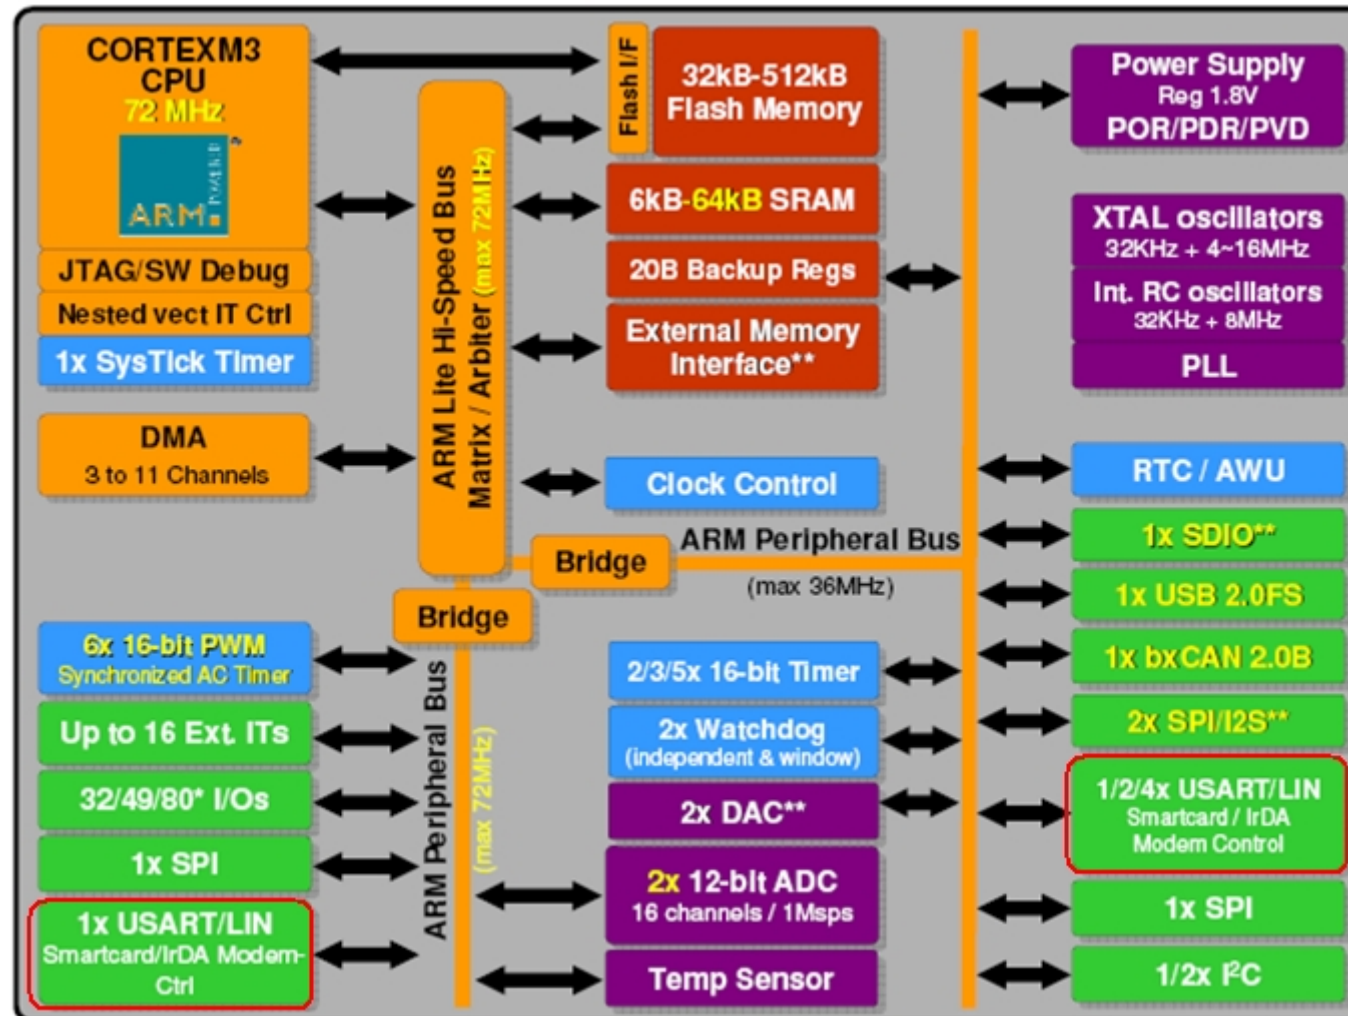 CORTEXM3
CPU
72 MHz
ARM
POWERED
JTAG/SW Debug
Nested vect IT Ctrl
1x SysTick Timer
DMA
3 to 11 Channels
ARM Lite Hi-Speed Bus
Matrix / Arbiter (max 72MHz)
Flash I/F
32kB-512kB
Flash Memory
6kB-64kB SRAM
20B Backup Regs
External Memory
Interface**
Clock Control
Bridge
ARM Peripheral Bus
(max 36MHz)
Bridge
ARM Peripheral Bus
(max 72MHz)
6x 16-bit PWM
Synchronized AC Timer
Up to 16 Ext. ITs
32/49/80* I/Os
1x SPI
1x USART/LIN
Smartcard/IrDA Modem-
Ctrl
2/3/5x 16-bit Timer
2x Watchdog
(independent & window)
2x DAC**
2x 12-bit ADC
16 channels / 1Msps
Temp Sensor
Power Supply
Reg 1.8V
POR/PDR/PVD
XTAL oscillators
32KHz + 4~16MHz
Int. RC oscillators
32KHz + 8MHz
PLL
RTC / AWU
1x SDIO**
1x USB 2.0FS
1x bxCAN 2.0B
2x SPI/I2S**
1/2/4x USART/LIN
Smartcard / IrDA
Modem Control
1x SPI
1/2x I²C